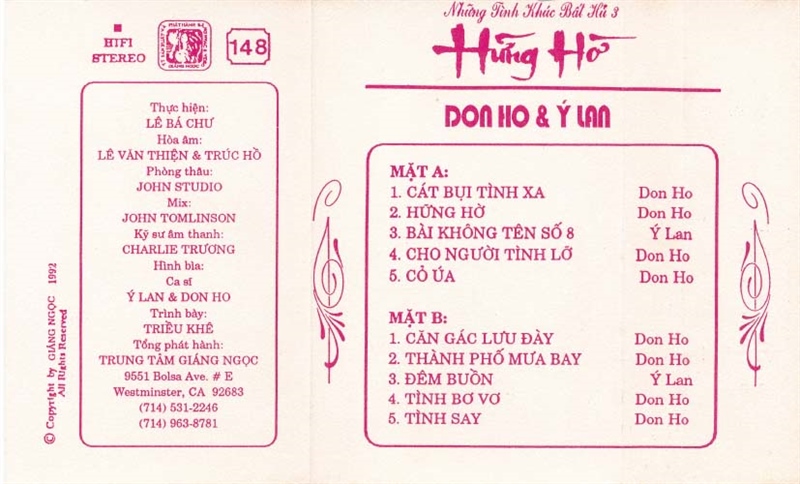 HIFI
STEREO
PHÁT HÀNH &
GIÁNG NGỌC
148
Thực hiện:
LÊ BÁ CHƯ
Hòa âm:
LÊ VĂN THIỆN & TRÚC HỒ
Phòng thâu:
JOHN STUDIO
Mix:
JOHN TOMLINSON
Kỹ sư âm thanh:
CHARLIE TRƯƠNG
Hình bìa:
Ca sĩ
Ý LAN & DON HO
Trình bày:
TRIỀU KHÊ
Tổng phát hành:
TRUNG TÂM GIÁNG NGỌC
9551 Bolsa Ave. # E
Westminster, CA 92683
(714) 531-2246
(714) 963-8781
© Copyright by GIÁNG NGỌC 1992
All Rights Reserved
Những Tình Khúc Bất Hủ 3
Hững Hờ
DON HO & Ý LAN
MẶT A:
1. CÁT BỤI TÌNH XA Don Ho
2. HỮNG HỜ Don Ho
3. BÀI KHÔNG TÊN SỐ 8 Ý Lan
4. CHO NGƯỜI TÌNH LỠ Don Ho
5. CỎ ÚA Don Ho
MẶT B:
1. CĂN GÁC LƯU ĐÀY Don Ho
2. THÀNH PHỐ MƯA BAY Don Ho
3. ĐÊM BUỒN Ý Lan
4. TÌNH BƠ VƠ Don Ho
5. TÌNH SAY Don Ho